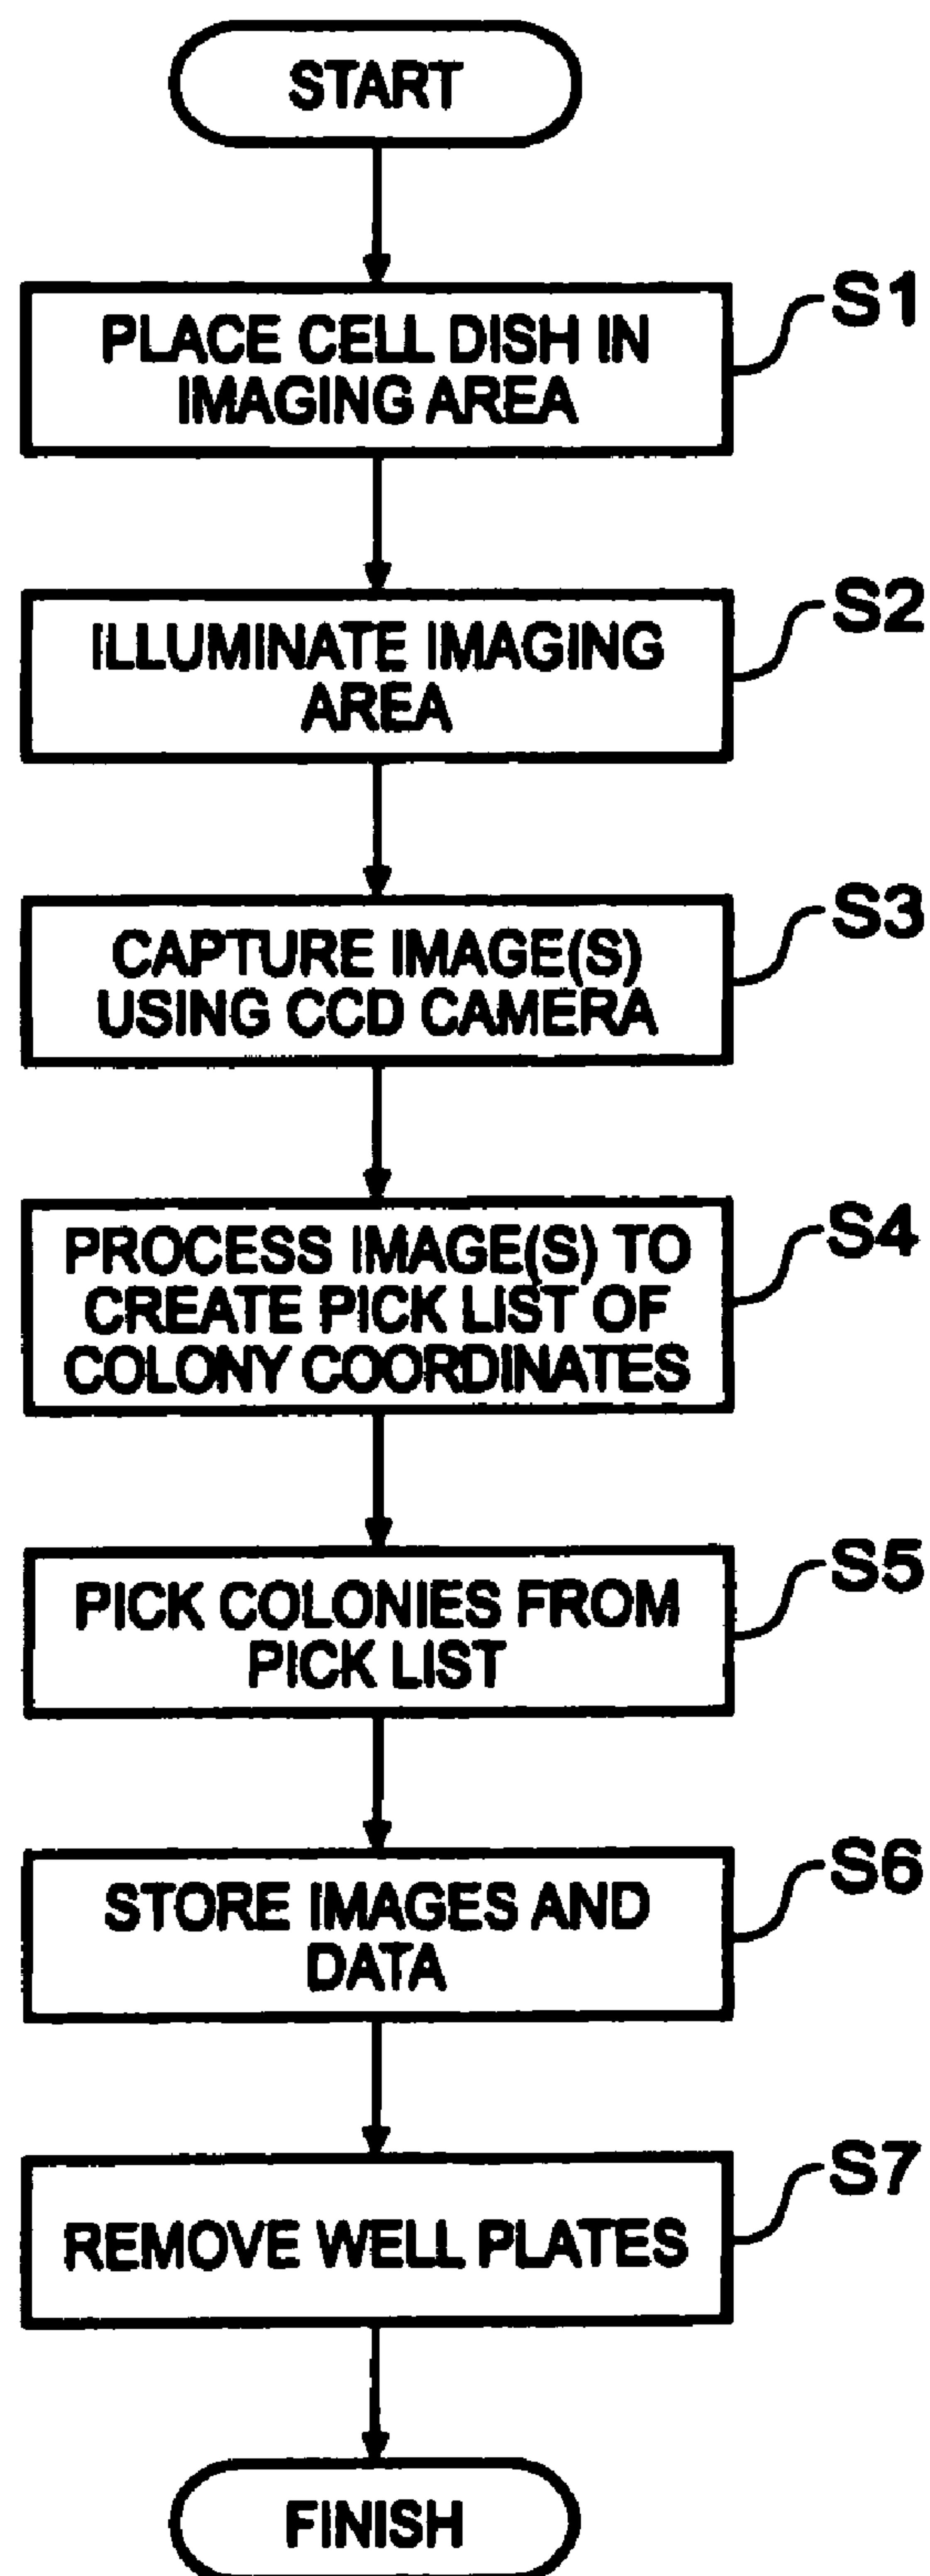 START
PLACE CELL DISH IN
IMAGING AREA
S1
ILLUMINATE IMAGING
AREA
S2
CAPTURE IMAGE(S)
USING CCD CAMERA
S3
PROCESS IMAGE(S) TO
CREATE PICK LIST OF
COLONY COORDINATES
S4
PICK COLONIES FROM
PICK LIST
S5
STORE IMAGES AND
DATA
S6
REMOVE WELL PLATES
S7
FINISH